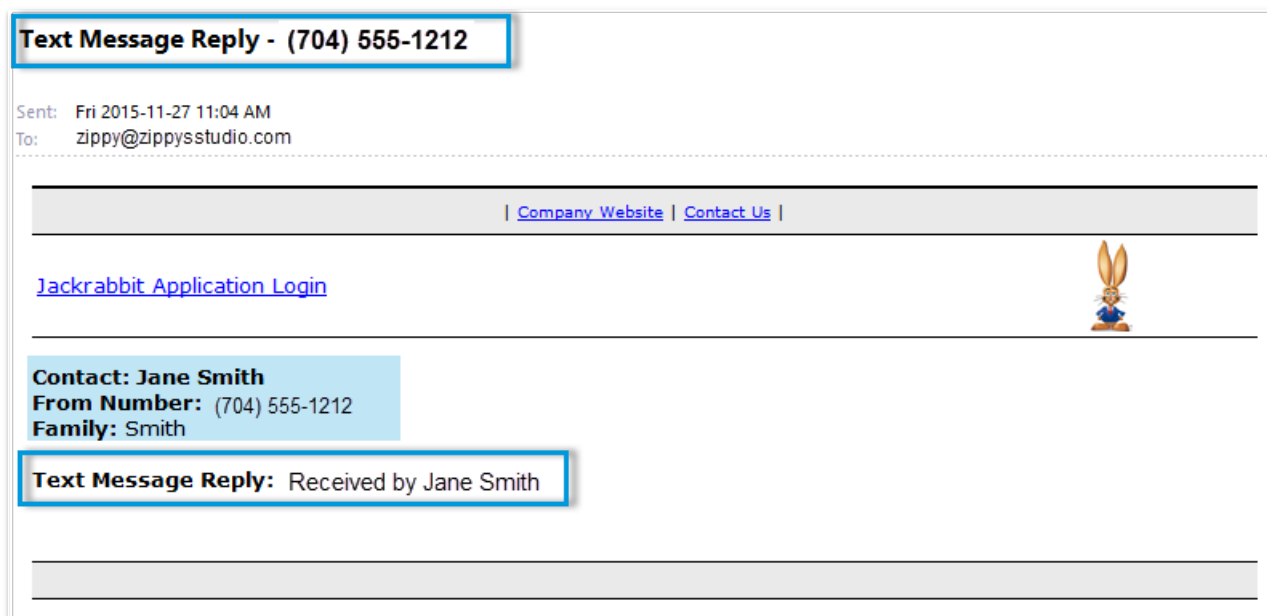 Text Message Reply - (704) 555-1212
Sent: Fri 2015-11-27 11:04 AM
To: zippy@zippysstudio.com
| Company Website | Contact Us |
Jackrabbit Application Login
Contact: Jane Smith
From Number: (704) 555-1212
Family: Smith
Text Message Reply: Received by Jane Smith